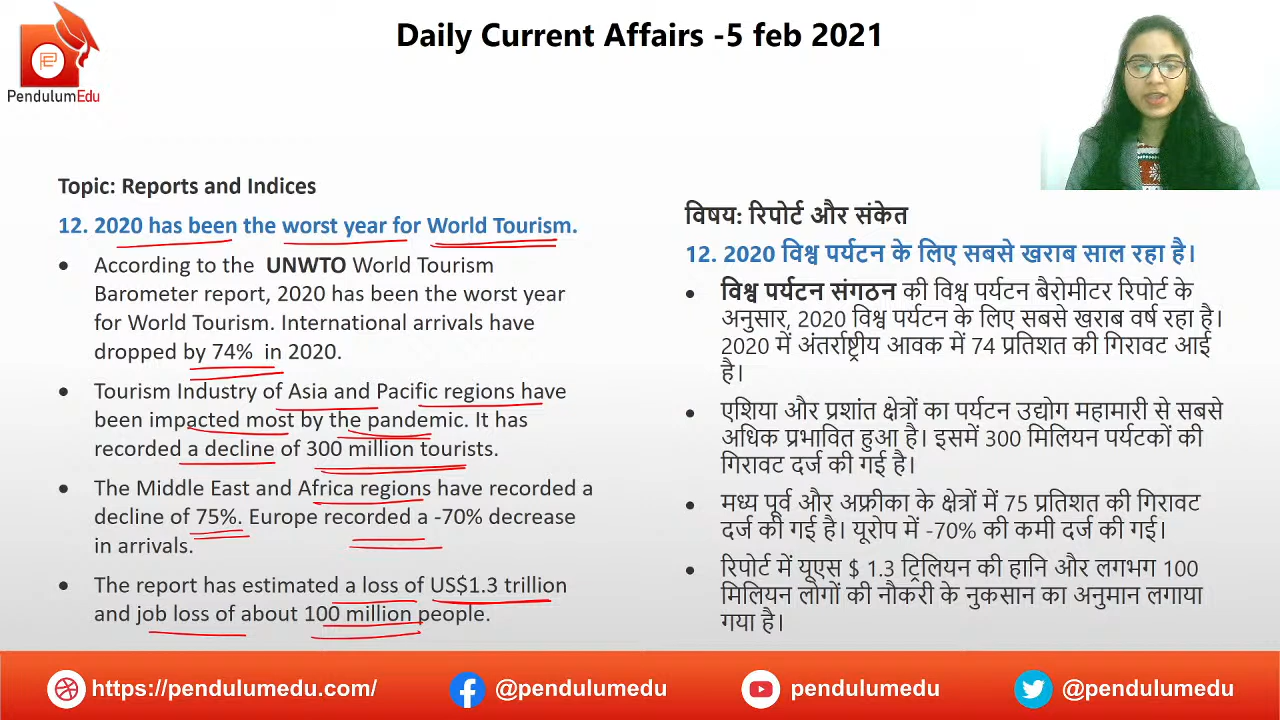 Daily Current Affairs -5 feb 2021
PE
PendulumEdu
Topic: Reports and Indices
12. 2020 has been the worst year for World Tourism.
• According to the UNWTO World Tourism
Barometer report, 2020 has been the worst year
for World Tourism. International arrivals have
dropped by 74% in 2020.
• Tourism Industry of Asia and Pacific regions have
been impacted most by the pandemic. It has
recorded a decline of 300 million tourists.
• The Middle East and Africa regions have recorded a
decline of 75%. Europe recorded a -70% decrease
in arrivals.
• The report has estimated a loss of US$1.3 trillion
and job loss of about 100 million people.
विषय: रिपोर्ट और संकेत
12. 2020 विश्व पर्यटन के लिए सबसे खराब साल रहा है।
• विश्व पर्यटन संगठन की विश्व पर्यटन बैरोमीटर रिपोर्ट के
अनुसार, 2020 विश्व पर्यटन के लिए सबसे खराब वर्ष रहा है।
2020 में अंतर्राष्ट्रीय आवक में 74 प्रतिशत की गिरावट आई
है।
• एशिया और प्रशांत क्षेत्रों का पर्यटन उद्योग महामारी से सबसे
अधिक प्रभावित हुआ है। इसमें 300 मिलियन पर्यटकों की
गिरावट दर्ज की गई है।
• मध्य पूर्व और अफ्रीका के क्षेत्रों में 75 प्रतिशत की गिरावट
दर्ज की गई है। यूरोप में -70% की कमी दर्ज की गई।
• रिपोर्ट में यूएस $ 1.3 ट्रिलियन की हानि और लगभग 100
मिलियन लोगों की नौकरी के नुकसान का अनुमान लगाया
गया है।
https://pendulumedu.com/
@pendulumedu
pendulumedu
@pendulumedu